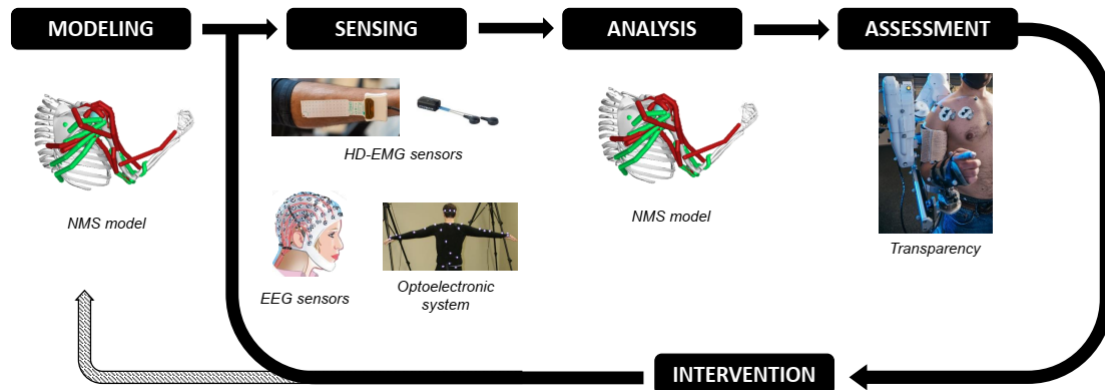 MODELING
SENSING
ANALYSIS
ASSESSMENT
HD-EMG sensors
NMS model
NMS model
Transparency
EEG sensors
Optoelectronic
system
INTERVENTION